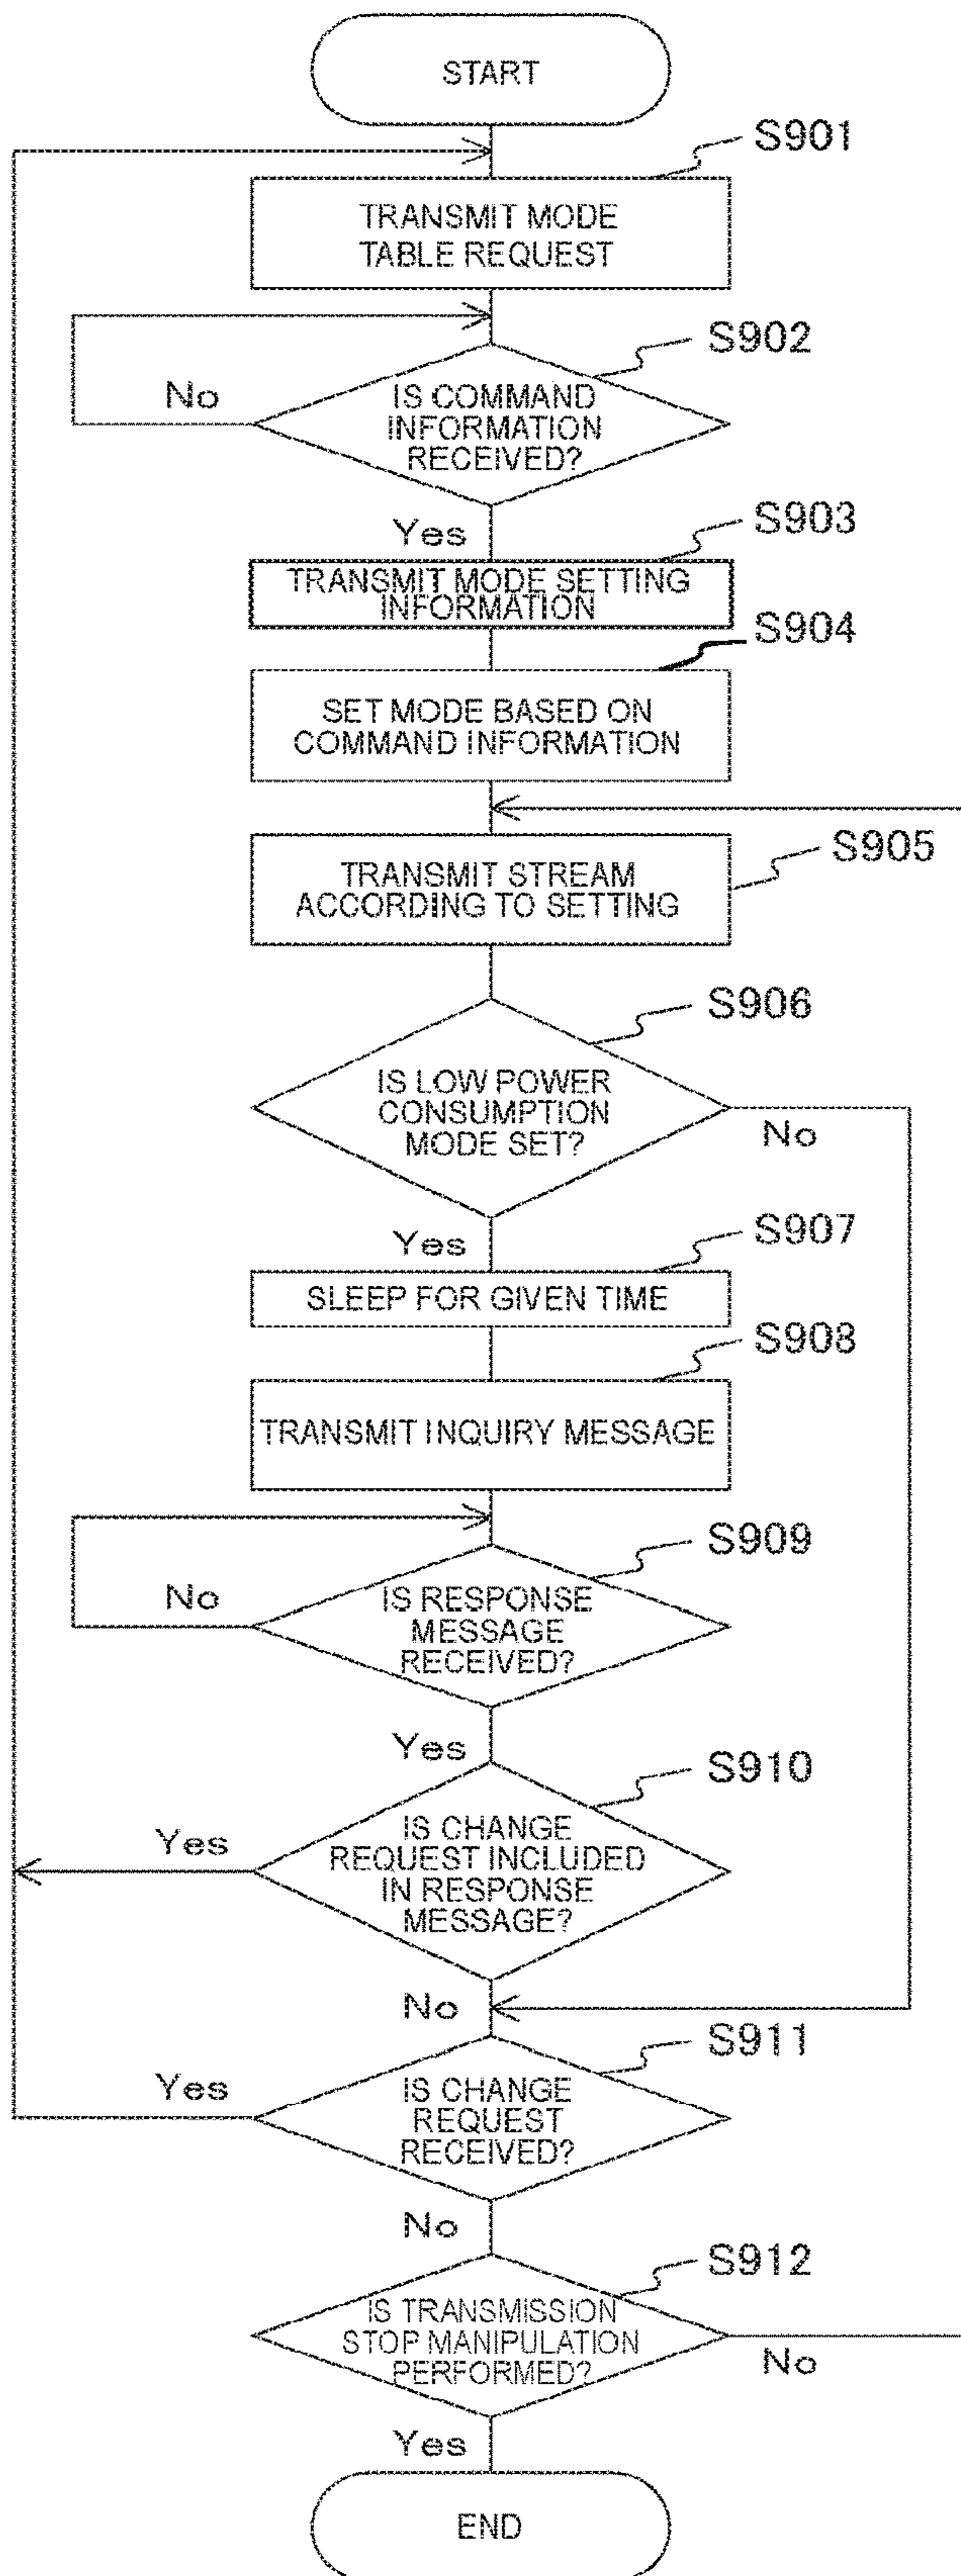 START
S901
TRANSMIT MODE
TABLE REQUEST
S902
No
IS COMMAND
INFORMATION
RECEIVED?
Yes
S903
TRANSMIT MODE SETTING
INFORMATION
S904
SET MODE BASED ON
COMMAND INFORMATION
S905
TRANSMIT STREAM
ACCORDING TO SETTING
S906
IS LOW POWER
CONSUMPTION
MODE SET?
No
Yes
S907
SLEEP FOR GIVEN TIME
S908
TRANSMIT INQUIRY MESSAGE
S909
No
IS RESPONSE
MESSAGE
RECEIVED?
Yes
S910
Yes
IS CHANGE
REQUEST INCLUDED
IN RESPONSE
MESSAGE?
No
S911
Yes
IS CHANGE
REQUEST
RECEIVED?
No
S912
IS TRANSMISSION
STOP MANIPULATION
PERFORMED?
No
Yes
END